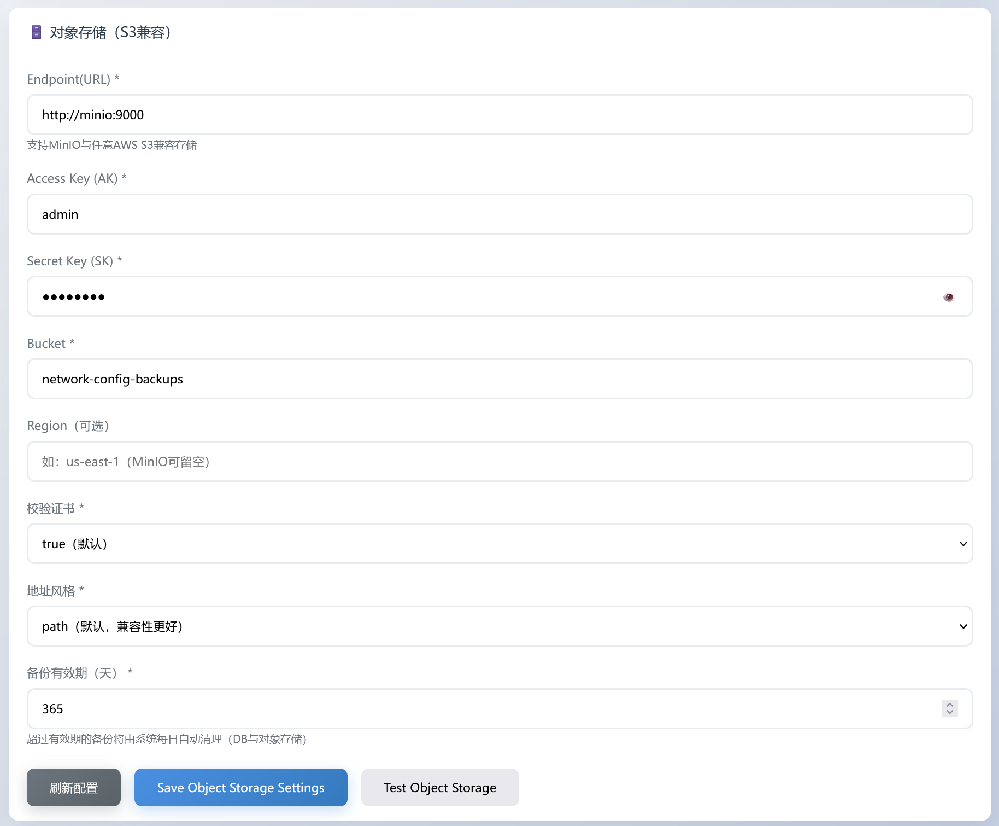 对象存储（S3兼容）
Endpoint(URL) *
http://minio:9000
支持MinIO与任意AWS S3兼容存储
Access Key (AK) *
admin
Secret Key (SK) *
••••••••
Bucket *
network-config-backups
Region（可选）
如：us-east-1（MinIO可留空）
校验证书 *
true（默认）
地址风格 *
path（默认，兼容性更好）
备份有效期（天） *
365
超过有效期的备份将由系统每日自动清理（DB与对象存储）
刷新配置
Save Object Storage Settings
Test Object Storage